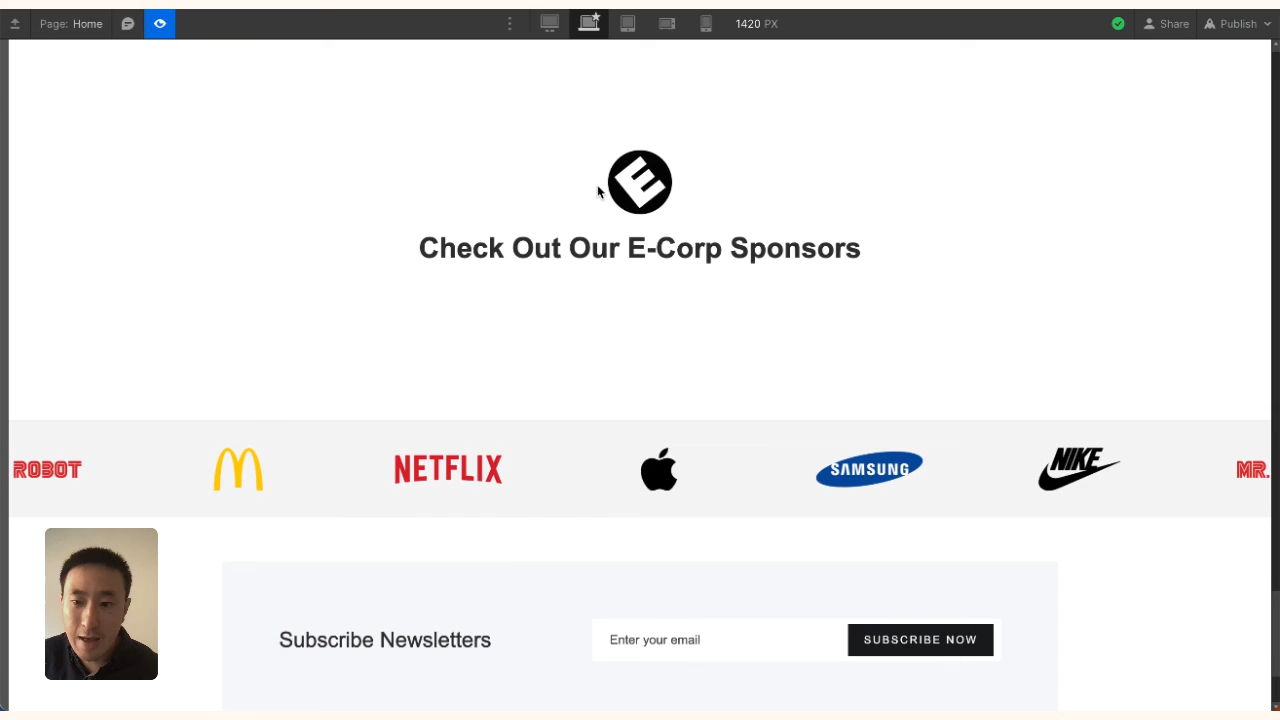 Page: Home 1420 PX Share Publish
E
Check Out Our E-Corp Sponsors
ROBOT M NETFLIX SAMSUNG NIKE MR.
Subscribe Newsletters Enter your email SUBSCRIBE NOW